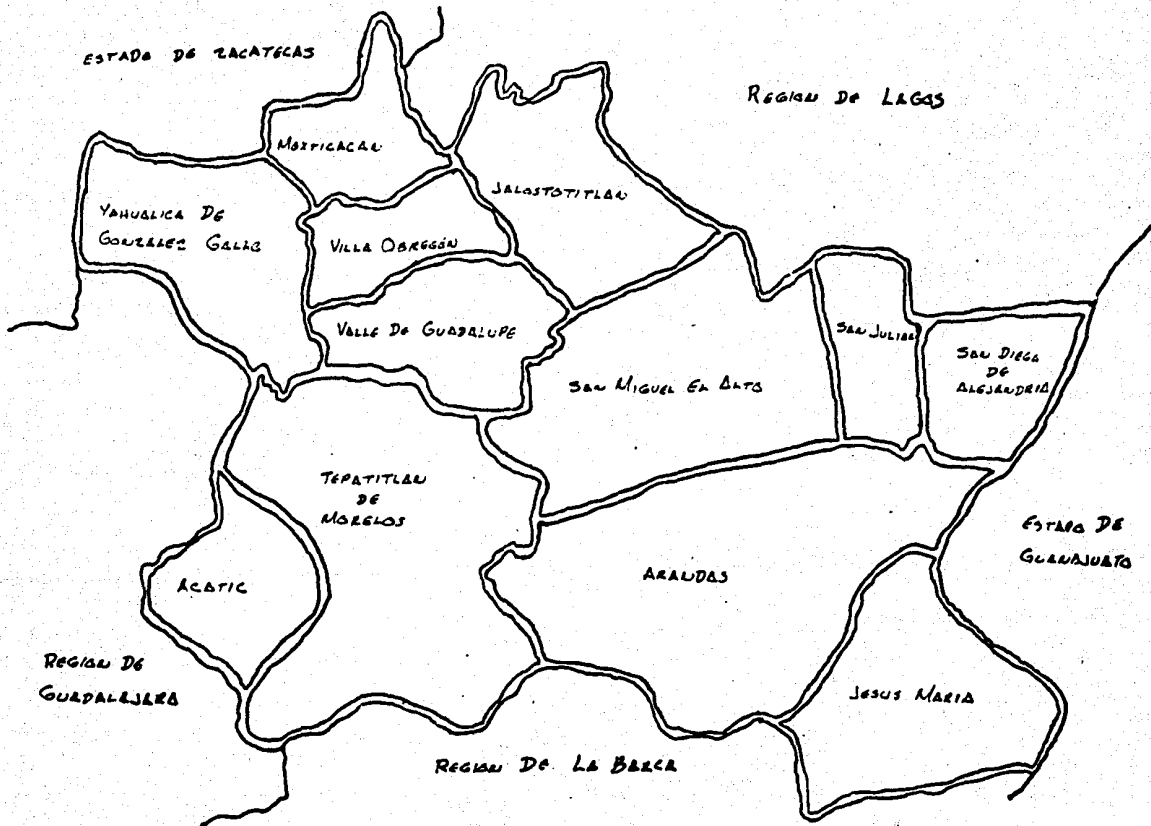 ESTADO DE ZACATECAS
REGION DE LAGOS
MEXTICACAN
JALOSTOTITLAN
YAHUALICA DE
GONZALEZ GALLO
VILLA OBREGÓN
VALLE DE GUADALUPE
SAN JULIAN
SAN DIEGO
DE
ALEJANDRIA
SAN MIGUEL EL ALTO
TEPATITLAN
DE
MORELOS
ESTADO DE
GUANAJUATO
ACATIC
ARANDAS
REGION DE
GUADALAJARA
JESUS MARIA
REGION DE LA BARCA